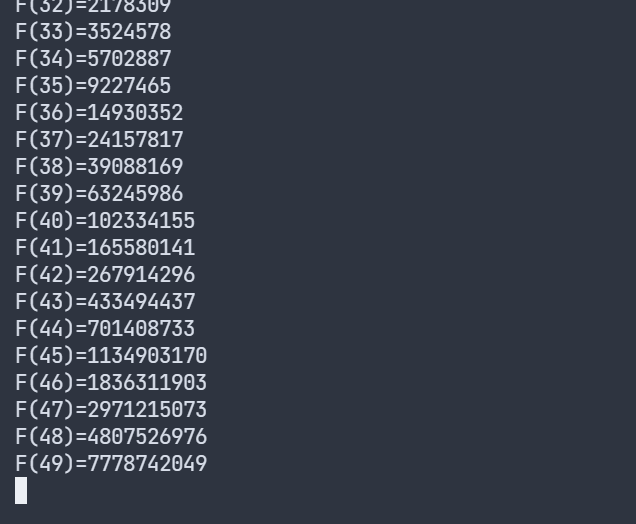 F(32)=2178309
F(33)=3524578
F(34)=5702887
F(35)=9227465
F(36)=14930352
F(37)=24157817
F(38)=39088169
F(39)=63245986
F(40)=102334155
F(41)=165580141
F(42)=267914296
F(43)=433494437
F(44)=701408733
F(45)=1134903170
F(46)=1836311903
F(47)=2971215073
F(48)=4807526976
F(49)=7778742049